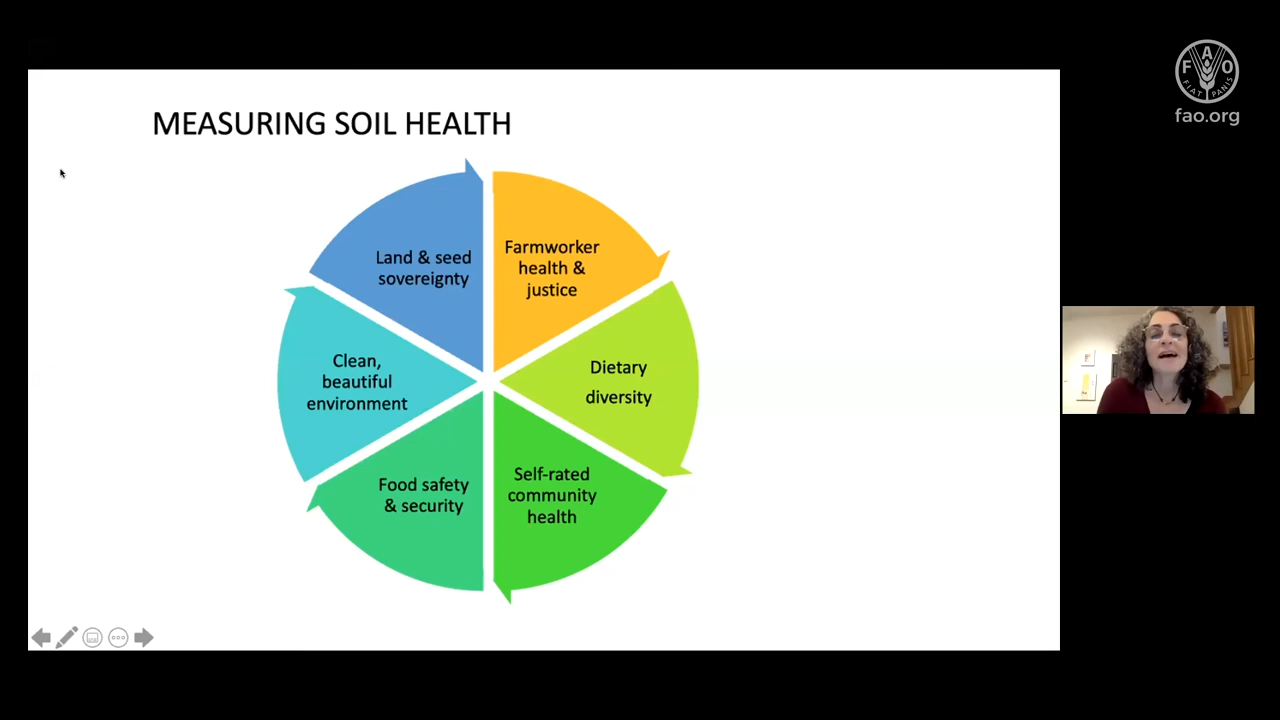 MEASURING SOIL HEALTH
Land & seed
sovereignty
Farmworker
health &
justice
Dietary
diversity
Self-rated
community
health
Food safety
& security
Clean,
beautiful
environment
F A O
FIAT PANIS
fao.org